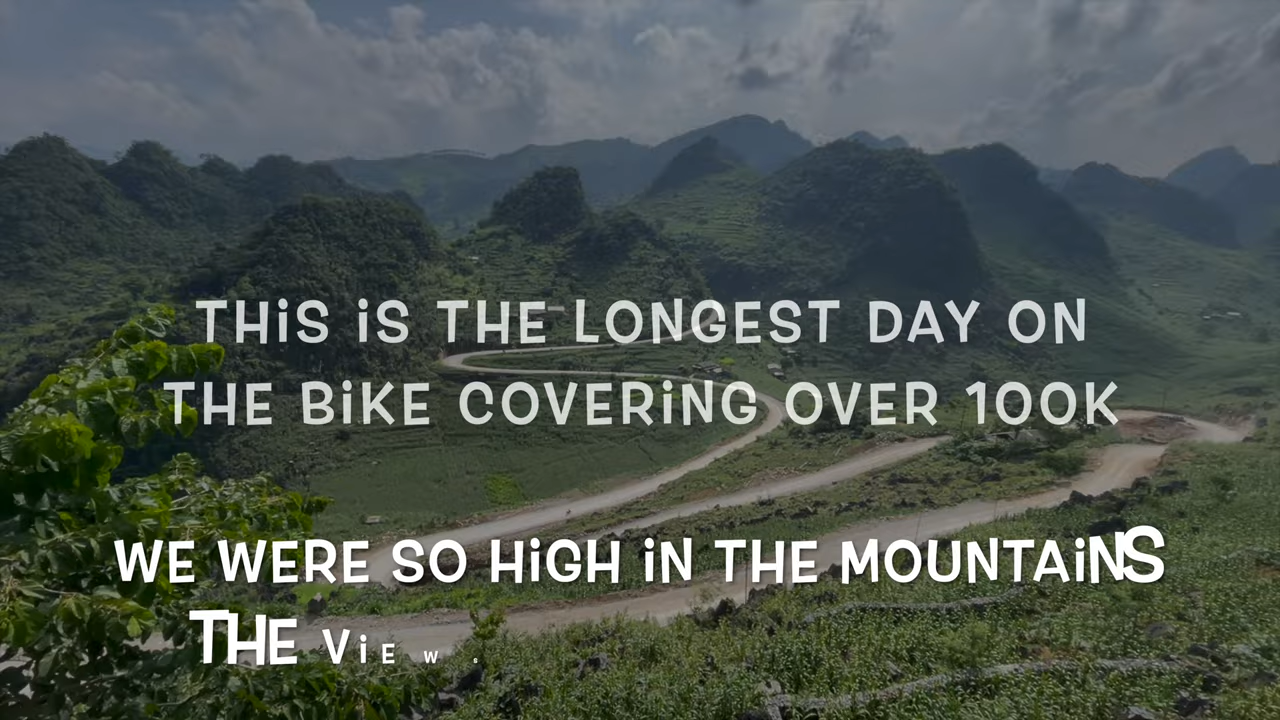 THiS iS THE LONGEST DAY ON
THE BiKE COVERiNG OVER 100K
WE WERE SO HiGH iN THE MOUNTAiNS
THE ViEW